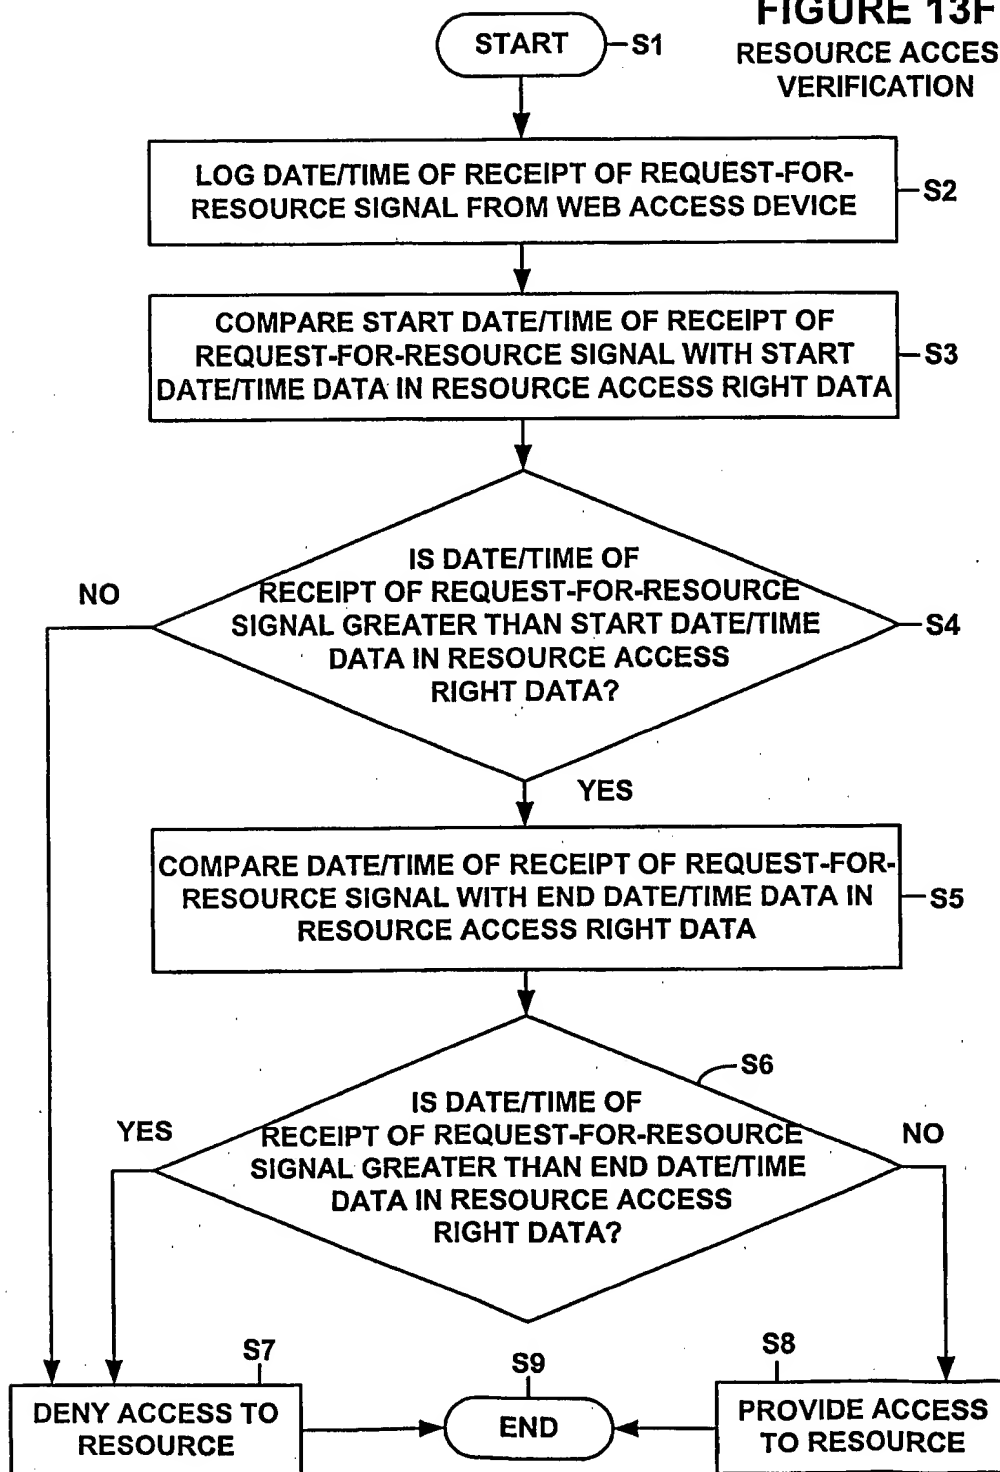 FIGURE 13F
RESOURCE ACCES
VERIFICATION
START
S1
LOG DATE/TIME OF RECEIPT OF REQUEST-FOR-
RESOURCE SIGNAL FROM WEB ACCESS DEVICE
S2
COMPARE START DATE/TIME OF RECEIPT OF
REQUEST-FOR-RESOURCE SIGNAL WITH START
DATE/TIME DATA IN RESOURCE ACCESS RIGHT DATA
S3
IS DATE/TIME OF
RECEIPT OF REQUEST-FOR-RESOURCE
SIGNAL GREATER THAN START DATE/TIME
DATA IN RESOURCE ACCESS
RIGHT DATA?
S4
NO
YES
COMPARE DATE/TIME OF RECEIPT OF REQUEST-FOR-
RESOURCE SIGNAL WITH END DATE/TIME DATA IN
RESOURCE ACCESS RIGHT DATA
S5
S6
IS DATE/TIME OF
RECEIPT OF REQUEST-FOR-RESOURCE
SIGNAL GREATER THAN END DATE/TIME
DATA IN RESOURCE ACCESS
RIGHT DATA?
YES
NO
S7
DENY ACCESS TO
RESOURCE
S9
END
S8
PROVIDE ACCESS
TO RESOURCE